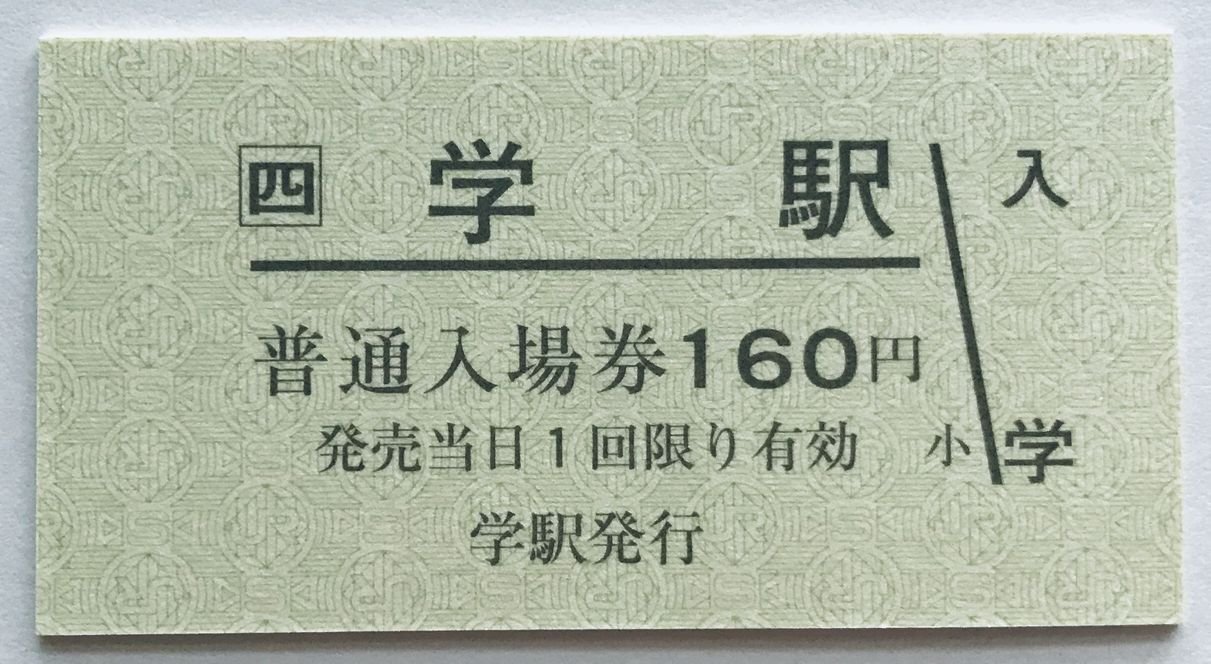 四 学 駅 入
普通入場券160円
発売当日1回限り有効 小 学
学駅発行